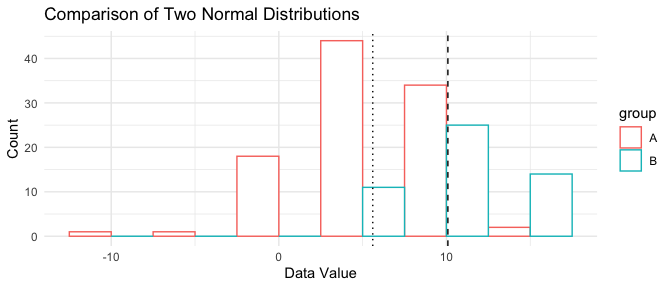 Comparison of Two Normal Distributions
Count
40
30
20
10
0
-10
0
10
Data Value
group
A
B